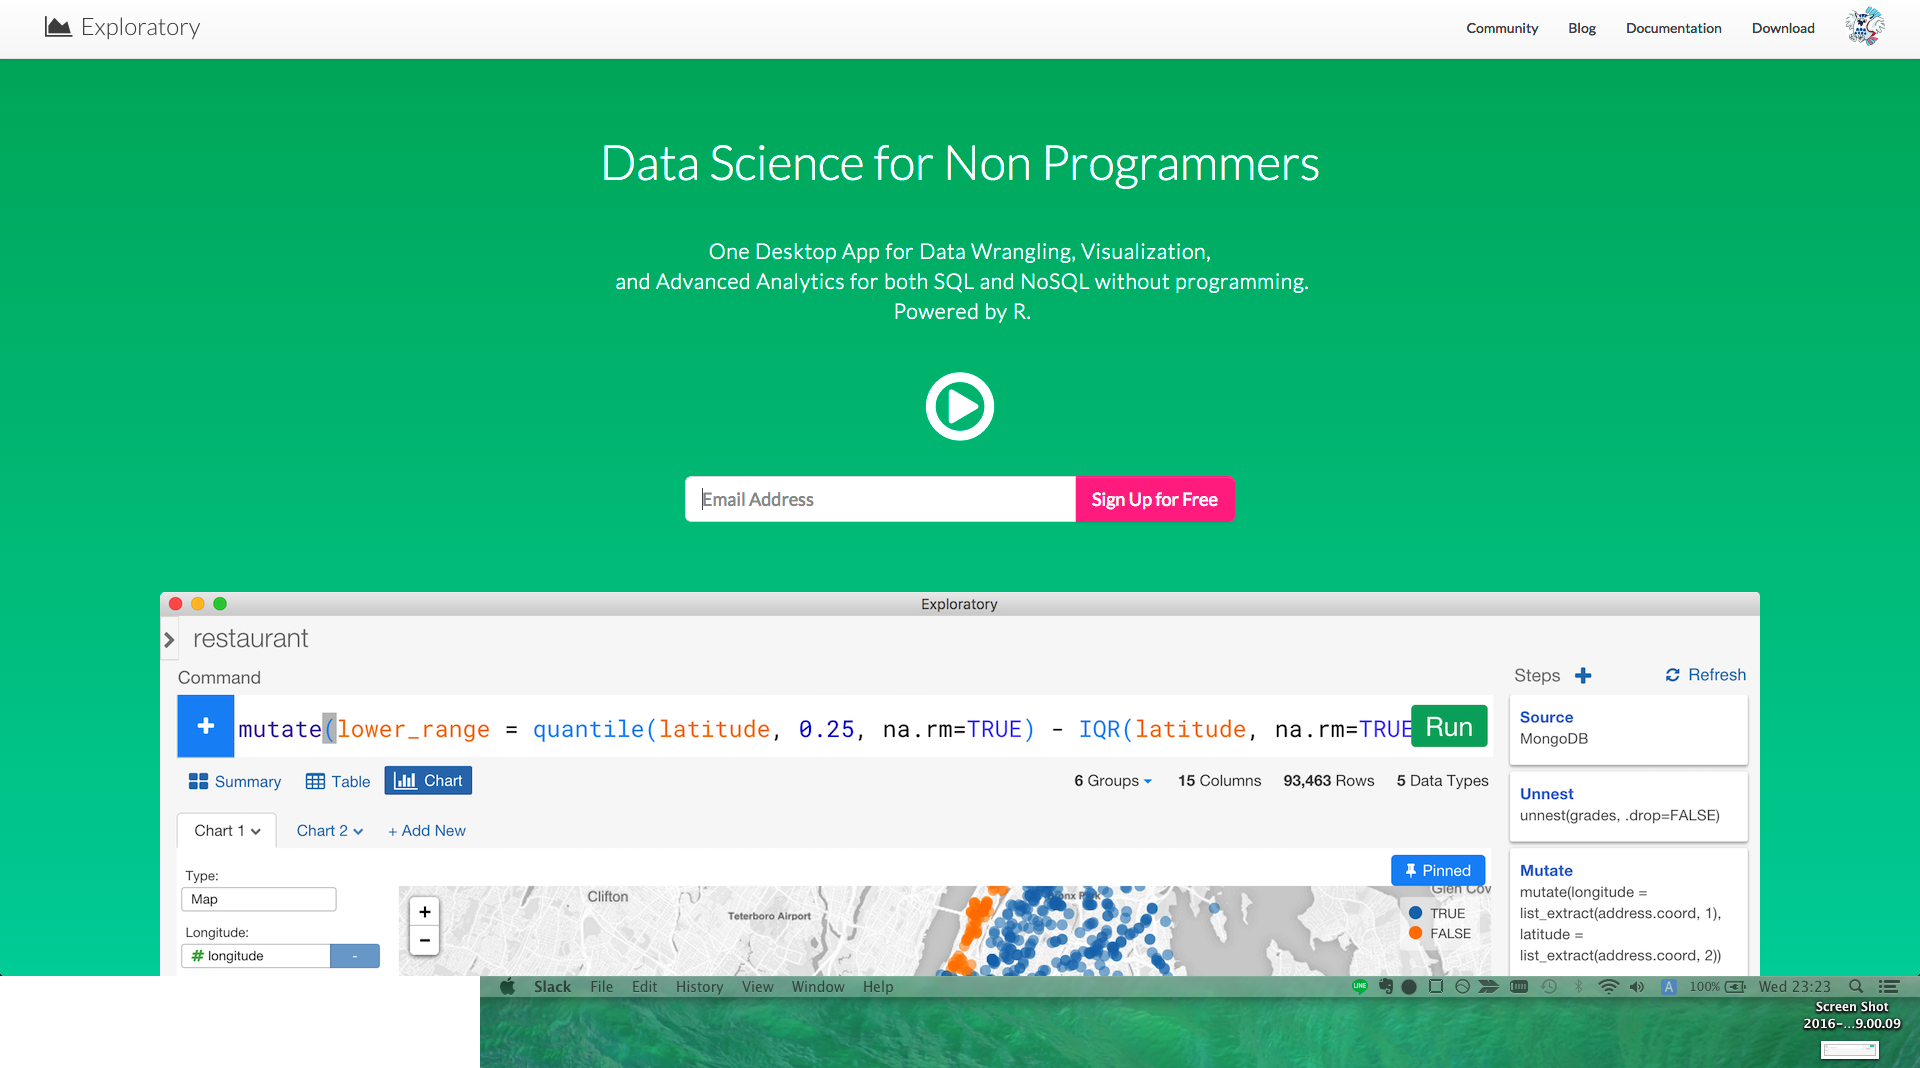 Exploratory
Community Blog Documentation Download
Data Science for Non Programmers
One Desktop App for Data Wrangling, Visualization,
and Advanced Analytics for both SQL and NoSQL without programming.
Powered by R.
Email Address Sign Up for Free
Exploratory
restaurant
Command
Steps Refresh
mutate(lower_range = quantile(latitude, 0.25, na.rm=TRUE) - IQR(latitude, na.rm=TRUE Run
Source
MongoDB
Summary Table Chart
6 Groups 15 Columns 93,463 Rows 5 Data Types
Unnest
unnest(grades, .drop=FALSE)
Chart 1 Chart 2 + Add New
Pinned
Type:
Map
Longitude:
# longitude -
+
−
Clifton
Teterboro Airport
Glen Cov
TRUE
FALSE
Mutate
mutate(longitude =
list_extract(address.coord, 1),
latitude =
list_extract(address.coord, 2))
Slack File Edit History View Window Help
LINE A 100% Wed 23:23
Screen Shot
2016-...9.00.09